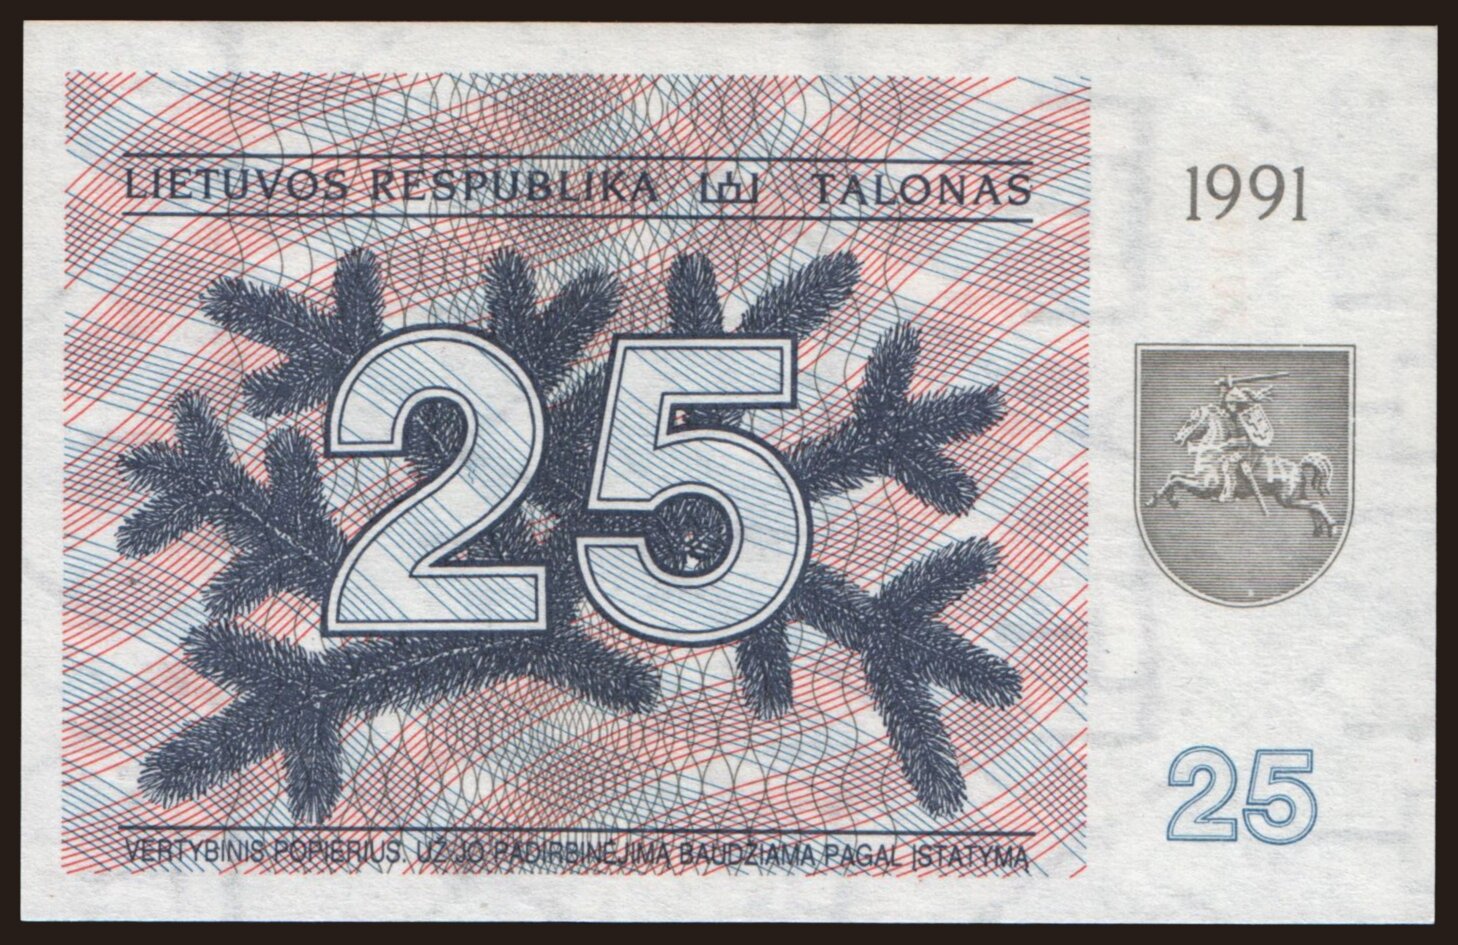 LIETUVOS RESPUBLIKA TALONAS
1991
25
25
VERTYBINIS POPIERIUS. UŽ JO PADIRBINĖJIMĄ BAUDŽIAMA PAGAL ĮSTATYMĄ